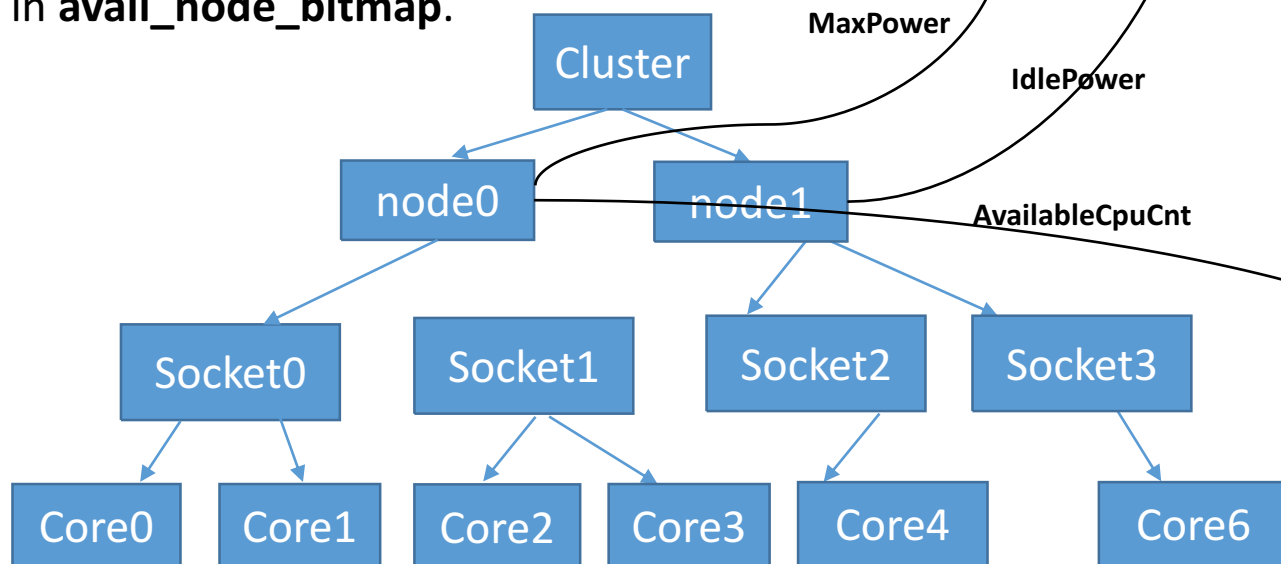 in avail_node_bitmap.
MaxPower
Cluster
IdlePower
node0
node1
AvailableCpuCnt
Socket0
Socket1
Socket2
Socket3
Core0
Core1
Core2
Core3
Core4
Core6